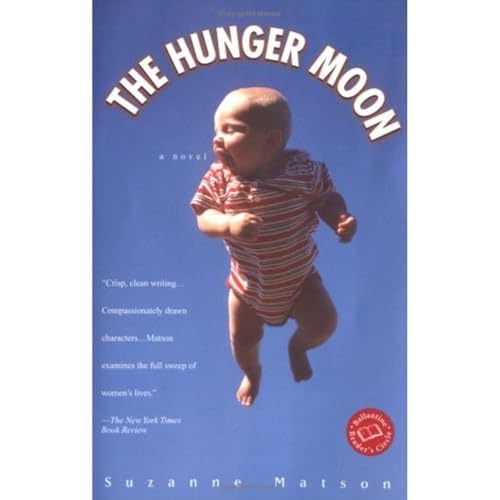 THE HUNGER MOON
a novel
"Crisp, clean writing...
Compassionately drawn
characters...Matson
examines the full sweep of
women's lives."
—The New York Times
Book Review
Ballantine
Reader's Circle
Suzanne Matson